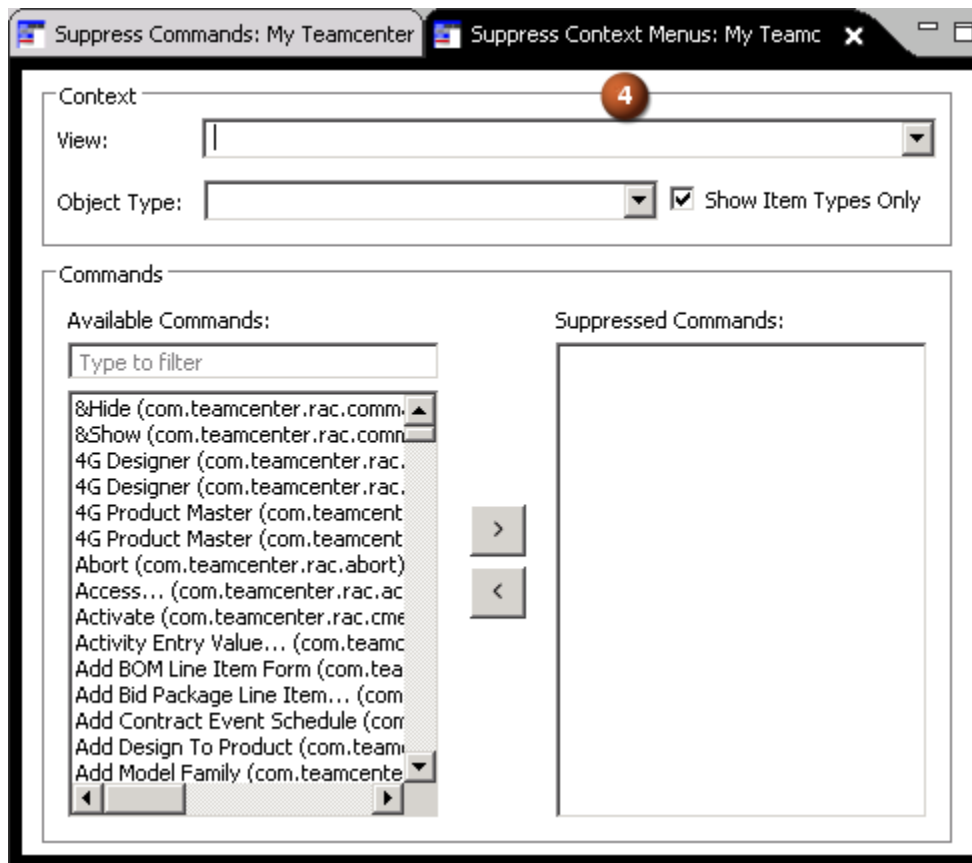 Suppress Commands: My Teamcenter
Suppress Context Menus: My Teamc
4
Context
View:
Object Type:
Show Item Types Only
Commands
Available Commands:
Suppressed Commands:
Type to filter
&Hide (com.teamcenter.rac.comm
&Show (com.teamcenter.rac.comm
4G Designer (com.teamcenter.rac.
4G Designer (com.teamcenter.rac.
4G Product Master (com.teamcent
4G Product Master (com.teamcent
Abort (com.teamcenter.rac.abort)
Access... (com.teamcenter.rac.ac
Activate (com.teamcenter.rac.cme
Activity Entry Value... (com.teamc
Add BOM Line Item Form (com.tea
Add Bid Package Line Item... (com
Add Contract Event Schedule (com
Add Design To Product (com.team
Add Model Family (com.teamcente
>
<